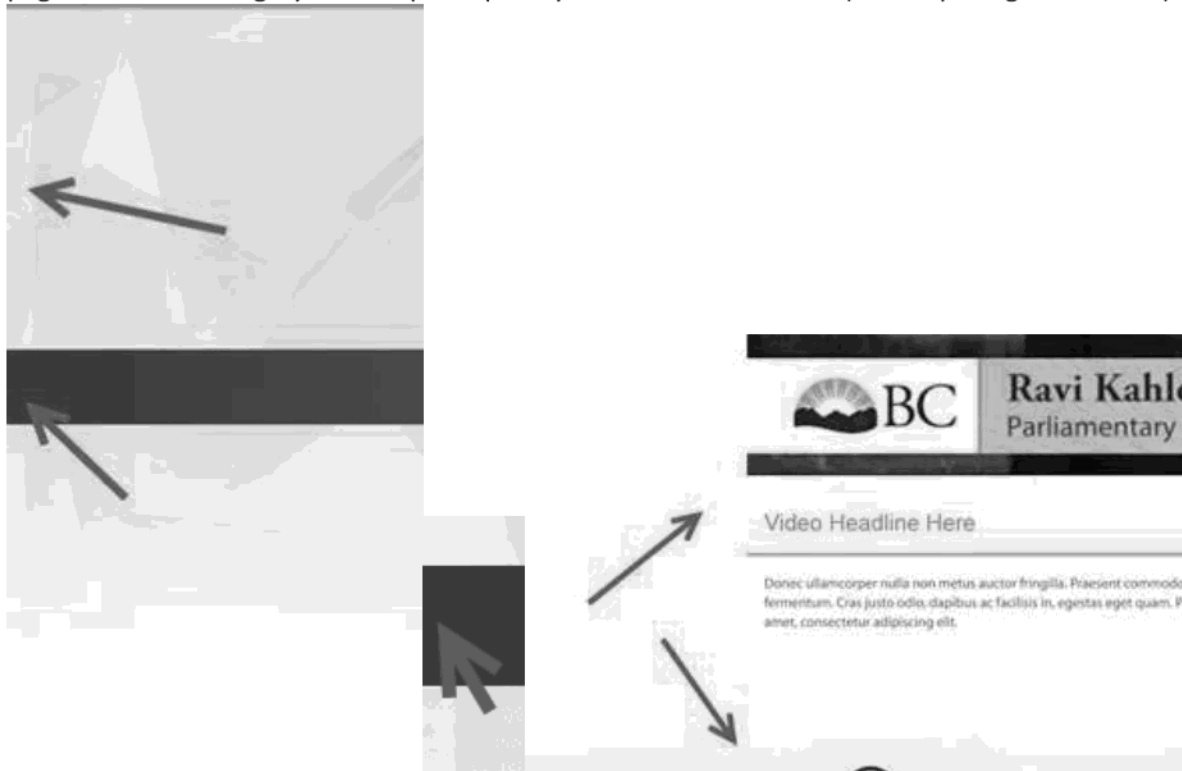 BC
Ravi
Parliamentary
Video Headline Here
Donec ullamcorper nulla non metus auctor fringilla. Praesent commodo
fermentum. Cras justo odio, dapibus ac facilisis in, egestas eget quam.
amet, consectetur adipiscing elit.